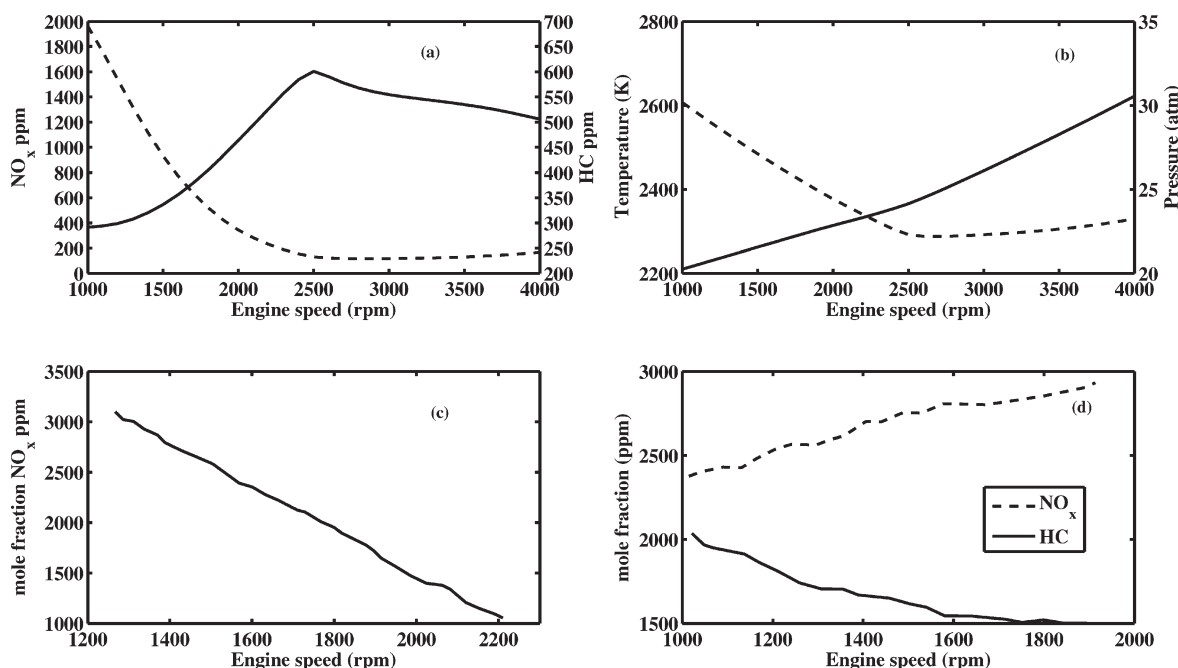 2000
1800
1600
1400
1200
1000
800
600
400
200
0
NOx ppm
(a)
700
650
600
550
500
450
400
350
300
250
200
HC ppm
1000 1500 2000 2500 3000 3500 4000
Engine speed (rpm)
2800
2600
2400
2200
Temperature (K)
(b)
35
30
25
20
Pressure (atm)
1000 1500 2000 2500 3000 3500 4000
Engine speed (rpm)
3500
3000
2500
2000
1500
1000
mole fraction NOx ppm
(c)
1200 1400 1600 1800 2000 2200
Engine speed (rpm)
3000
2500
2000
1500
mole fraction (ppm)
(d)
NOx
HC
1000 1200 1400 1600 1800 2000
Engine speed (rpm)